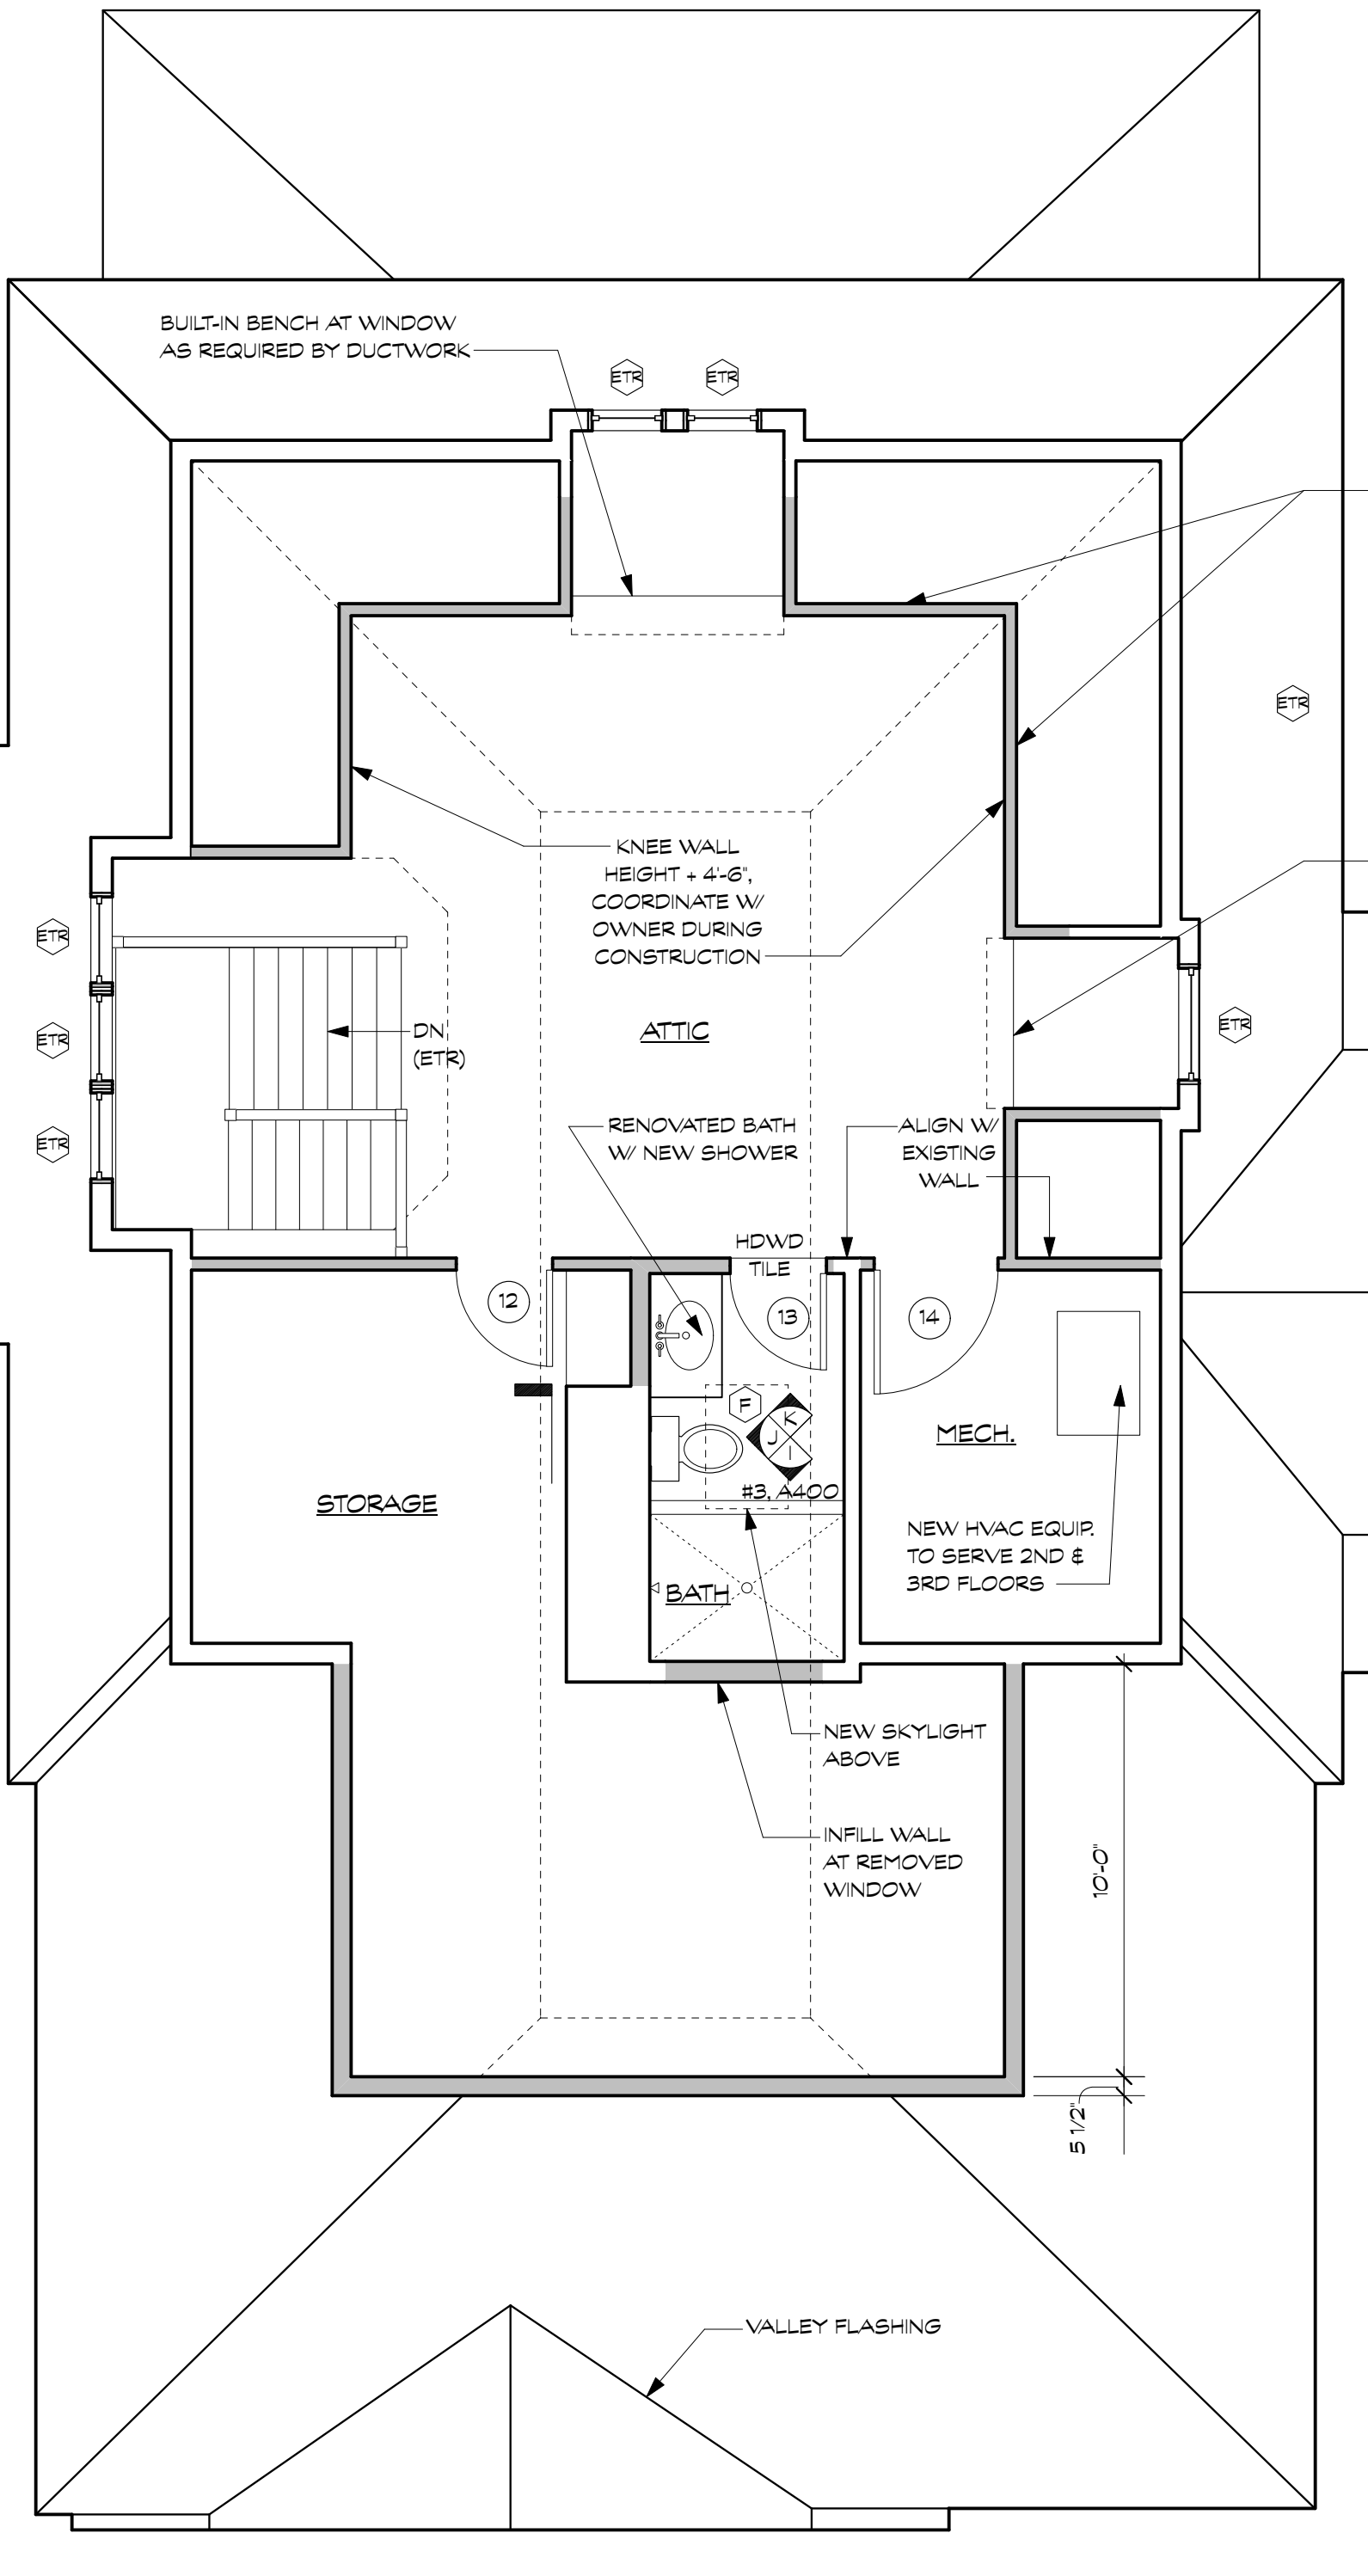 BUILT-IN BENCH AT WINDOW
AS REQUIRED BY DUCTWORK
ETR
ETR
ETR
KNEE WALL
HEIGHT + 4'-6",
COORDINATE W/
OWNER DURING
CONSTRUCTION
ETR
ETR
ETR
ETR
DN
(ETR)
ATTIC
RENOVATED BATH
W/ NEW SHOWER
ALIGN W/
EXISTING
WALL
HDWD
TILE
12
13
14
F
K
J
I
#3, A400
MECH.
STORAGE
NEW HVAC EQUIP.
TO SERVE 2ND &
3RD FLOORS
BATH
NEW SKYLIGHT
ABOVE
INFILL WALL
AT REMOVED
WINDOW
10'-0"
5 1/2"
VALLEY FLASHING